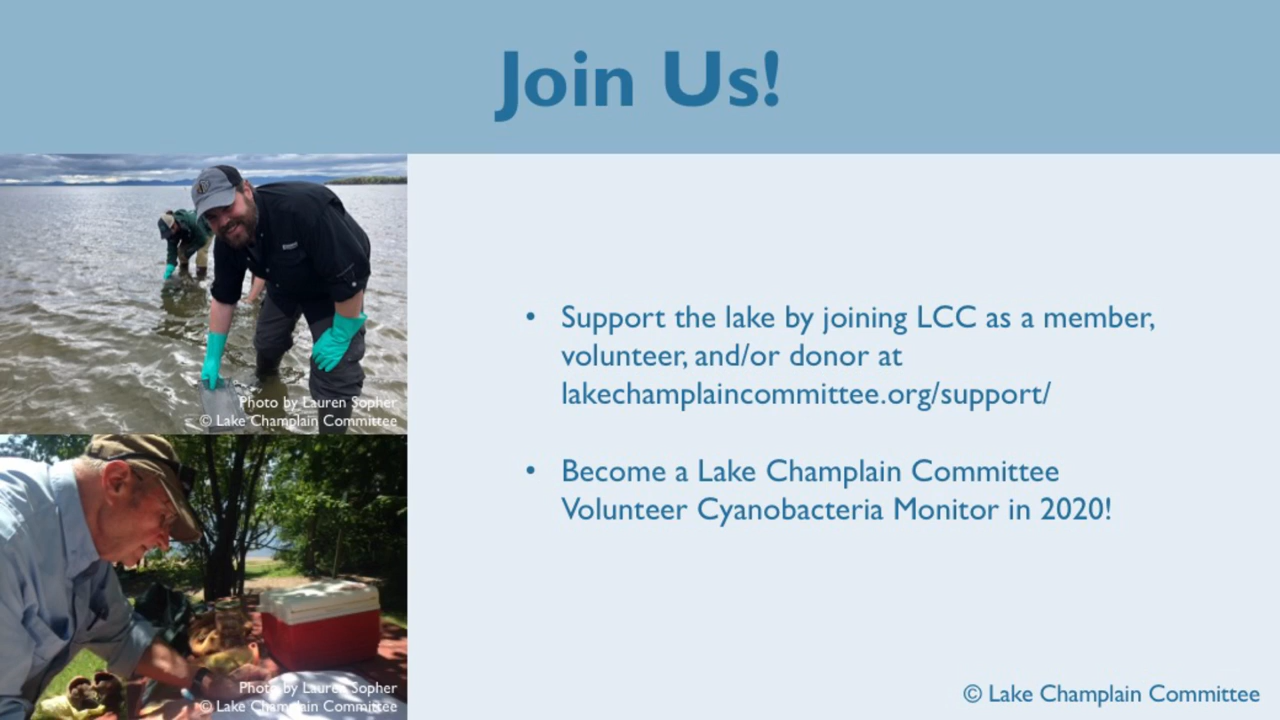 Join Us!
Photo by Lauren Sopher
© Lake Champlain Committee
Photo by Lauren Sopher
© Lake Champlain Committee
• Support the lake by joining LCC as a member,
volunteer, and/or donor at
lakechamplaincommittee.org/support/
• Become a Lake Champlain Committee
Volunteer Cyanobacteria Monitor in 2020!
© Lake Champlain Committee